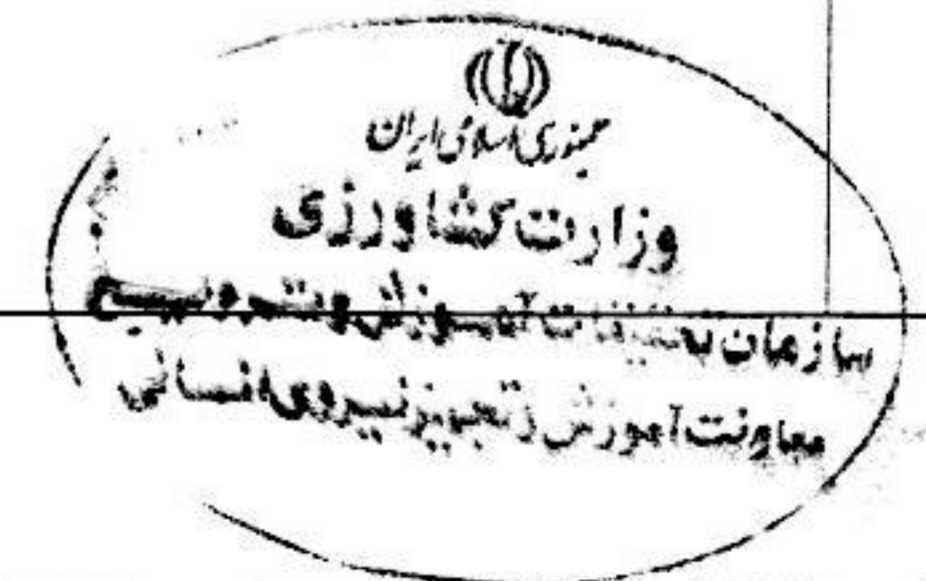 جمهوری اسلامی ایران
وزارت کشاورزی
سازمان تحقیقات آموزش و ترویج
معاونت آموزش و تجهیز نیروی انسانی